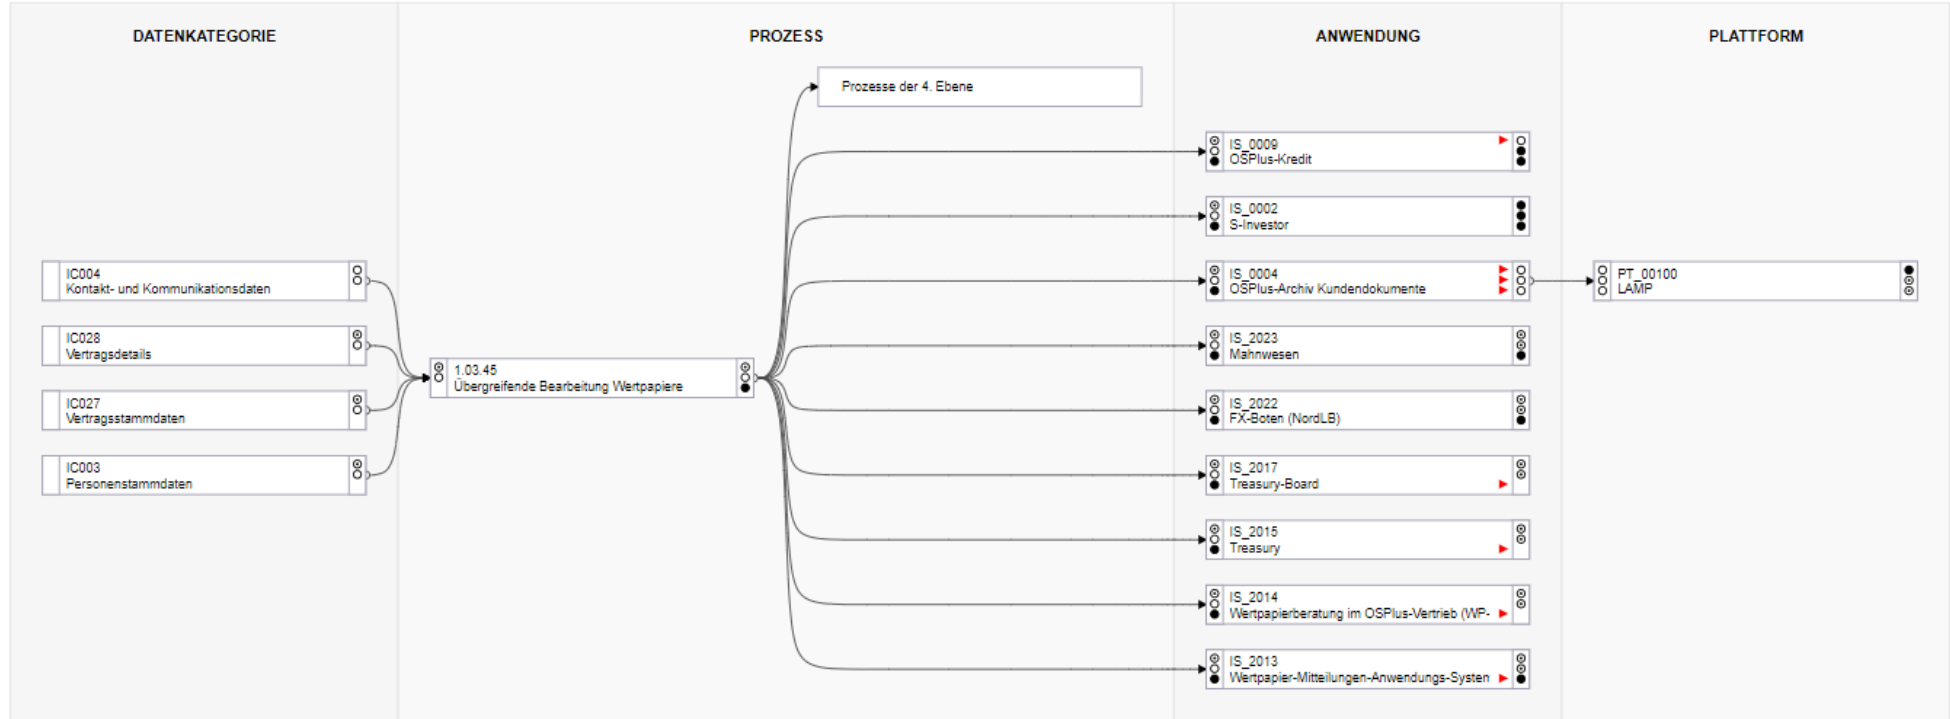 DATENKATEGORIE
PROZESS
ANWENDUNG
PLATTFORM
Prozesse der 4. Ebene
IS_0009
OSPlus-Kredit
IS_0002
S-Investor
IC004
Kontakt- und Kommunikationsdaten
IS_0004
OSPlus-Archiv Kundendokumente
PT_00100
LAMP
IC028
Vertragsdetails
IS_2023
Mahnwesen
1.03.45
Übergreifende Bearbeitung Wertpapiere
IC027
Vertragsstammdaten
IS_2022
FX-Boten (NordLB)
IC003
Personenstammdaten
IS_2017
Treasury-Board
IS_2015
Treasury
IS_2014
Wertpapierberatung im OSPlus-Vertrieb (WP-
IS_2013
Wertpapier-Mitteilungen-Anwendungs-Systen